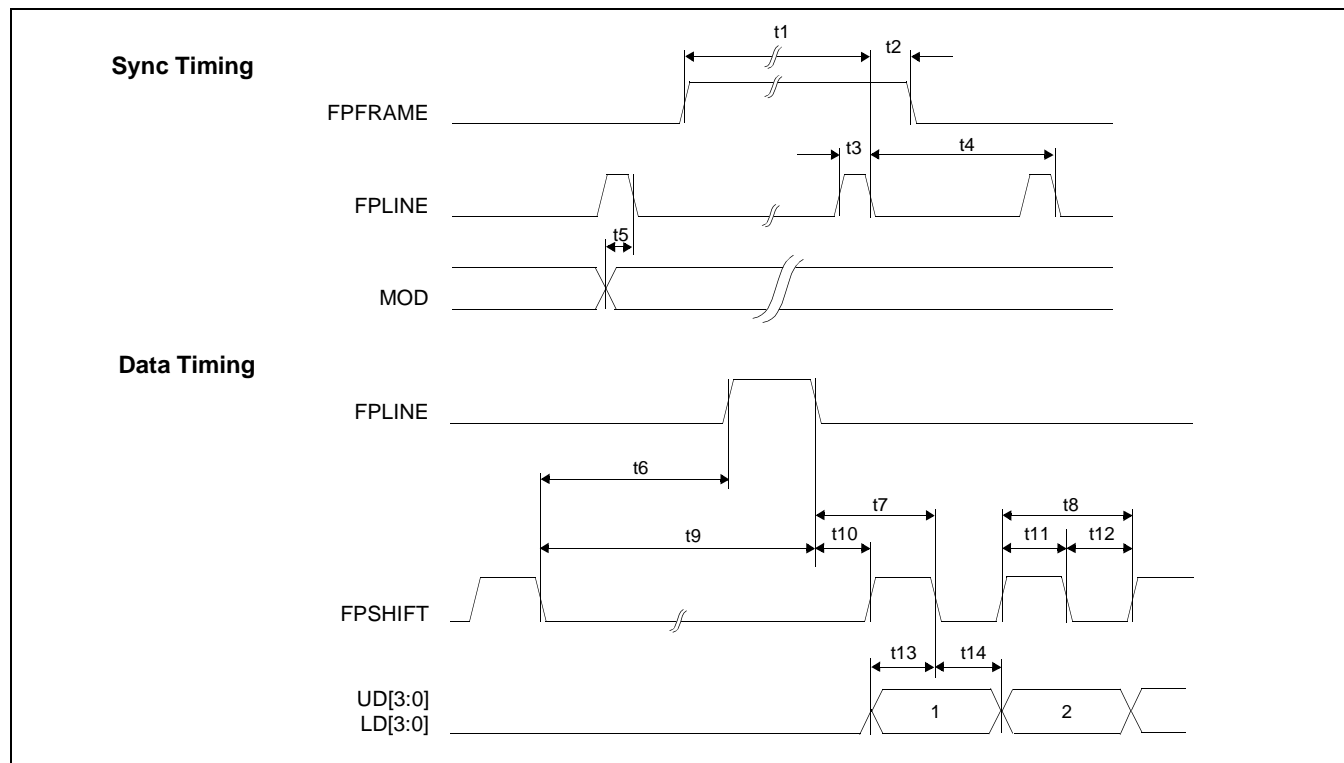 t1
t2
Sync Timing
FPFRAME
t3
t4
FPLINE
t5
MOD
Data Timing
FPLINE
t6
t7
t8
t9
t10
t11
t12
FPSHIFT
t13
t14
UD[3:0]
LD[3:0]
1
2